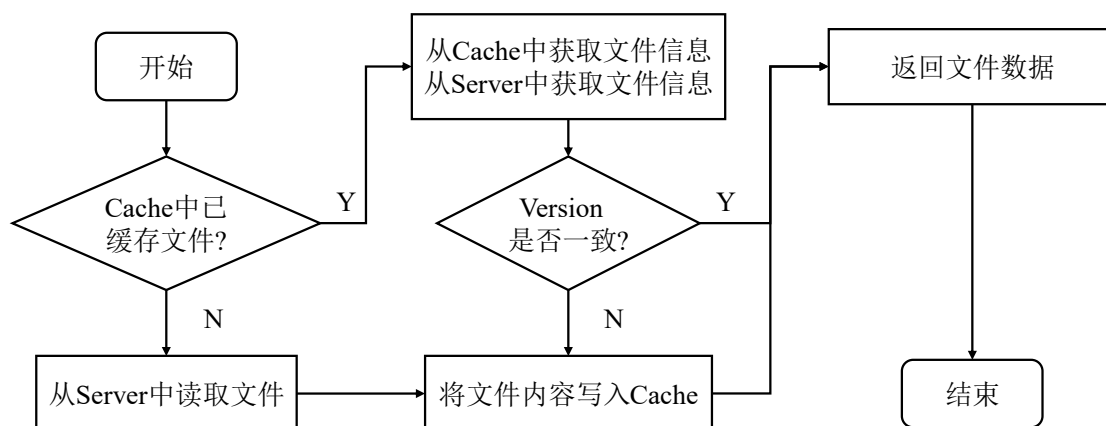 开始
Cache中已
缓存文件?
Y
N
从Server中读取文件
从Cache中获取文件信息
从Server中获取文件信息
Version
是否一致?
Y
N
将文件内容写入Cache
返回文件数据
结束